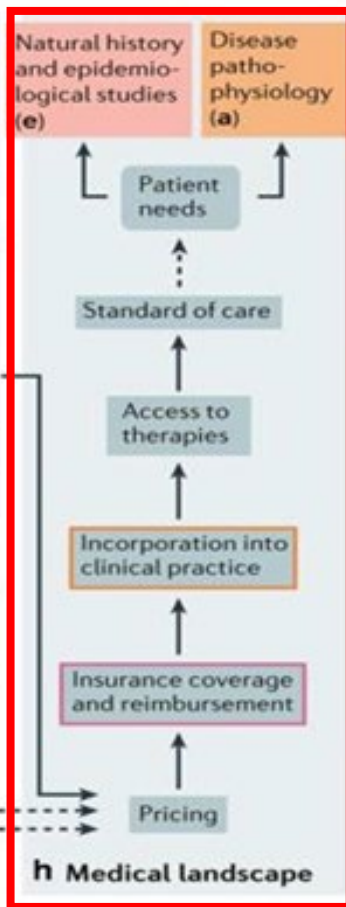 Natural history
and epidemio-
logical studies
(e)
Disease
patho-
physiology
(a)
Patient
needs
Standard of care
Access to
therapies
Incorporation into
clinical practice
Insurance coverage
and reimbursement
Pricing
h Medical landscape